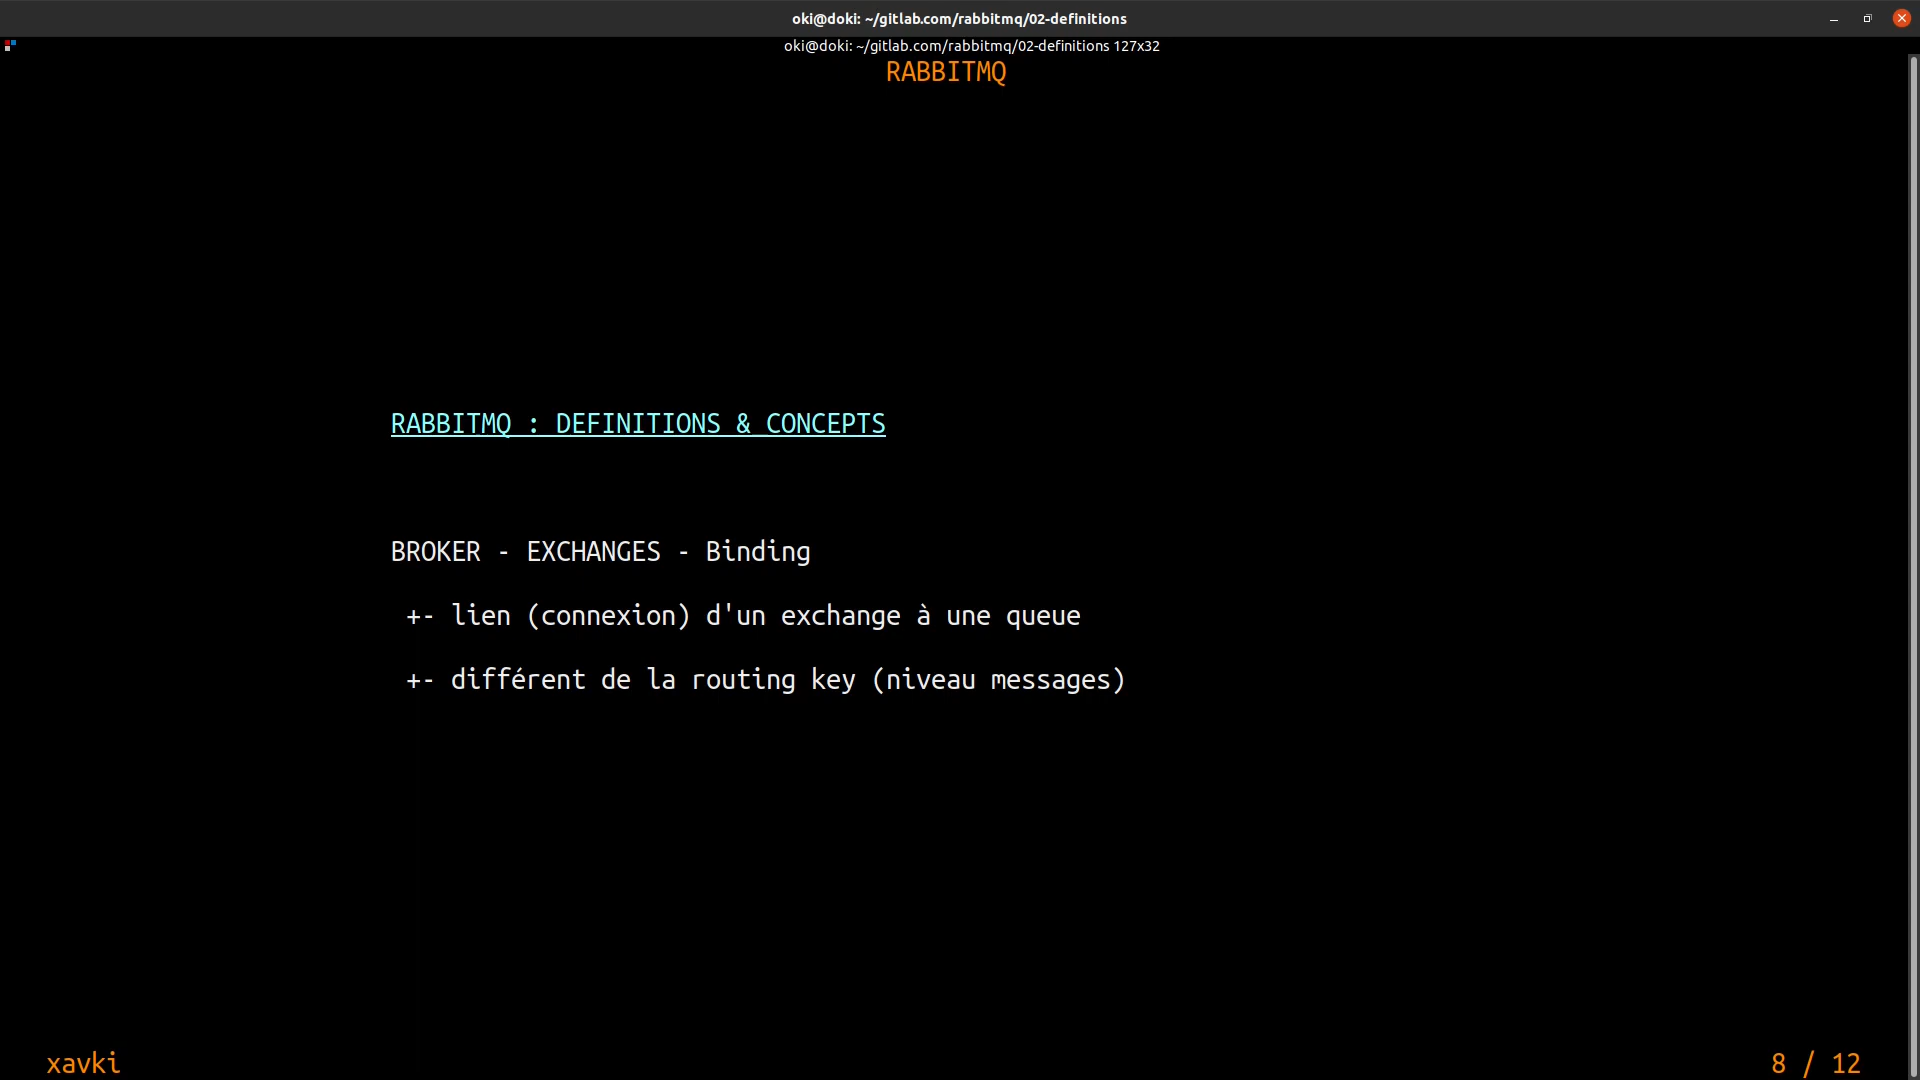 oki@doki: ~/gitlab.com/rabbitmq/02-definitions
oki@doki: ~/gitlab.com/rabbitmq/02-definitions 127x32
RABBITMQ
RABBITMQ : DEFINITIONS & CONCEPTS
BROKER - EXCHANGES - Binding
+- lien (connexion) d'un exchange à une queue
+- différent de la routing key (niveau messages)
xavki
8 / 12